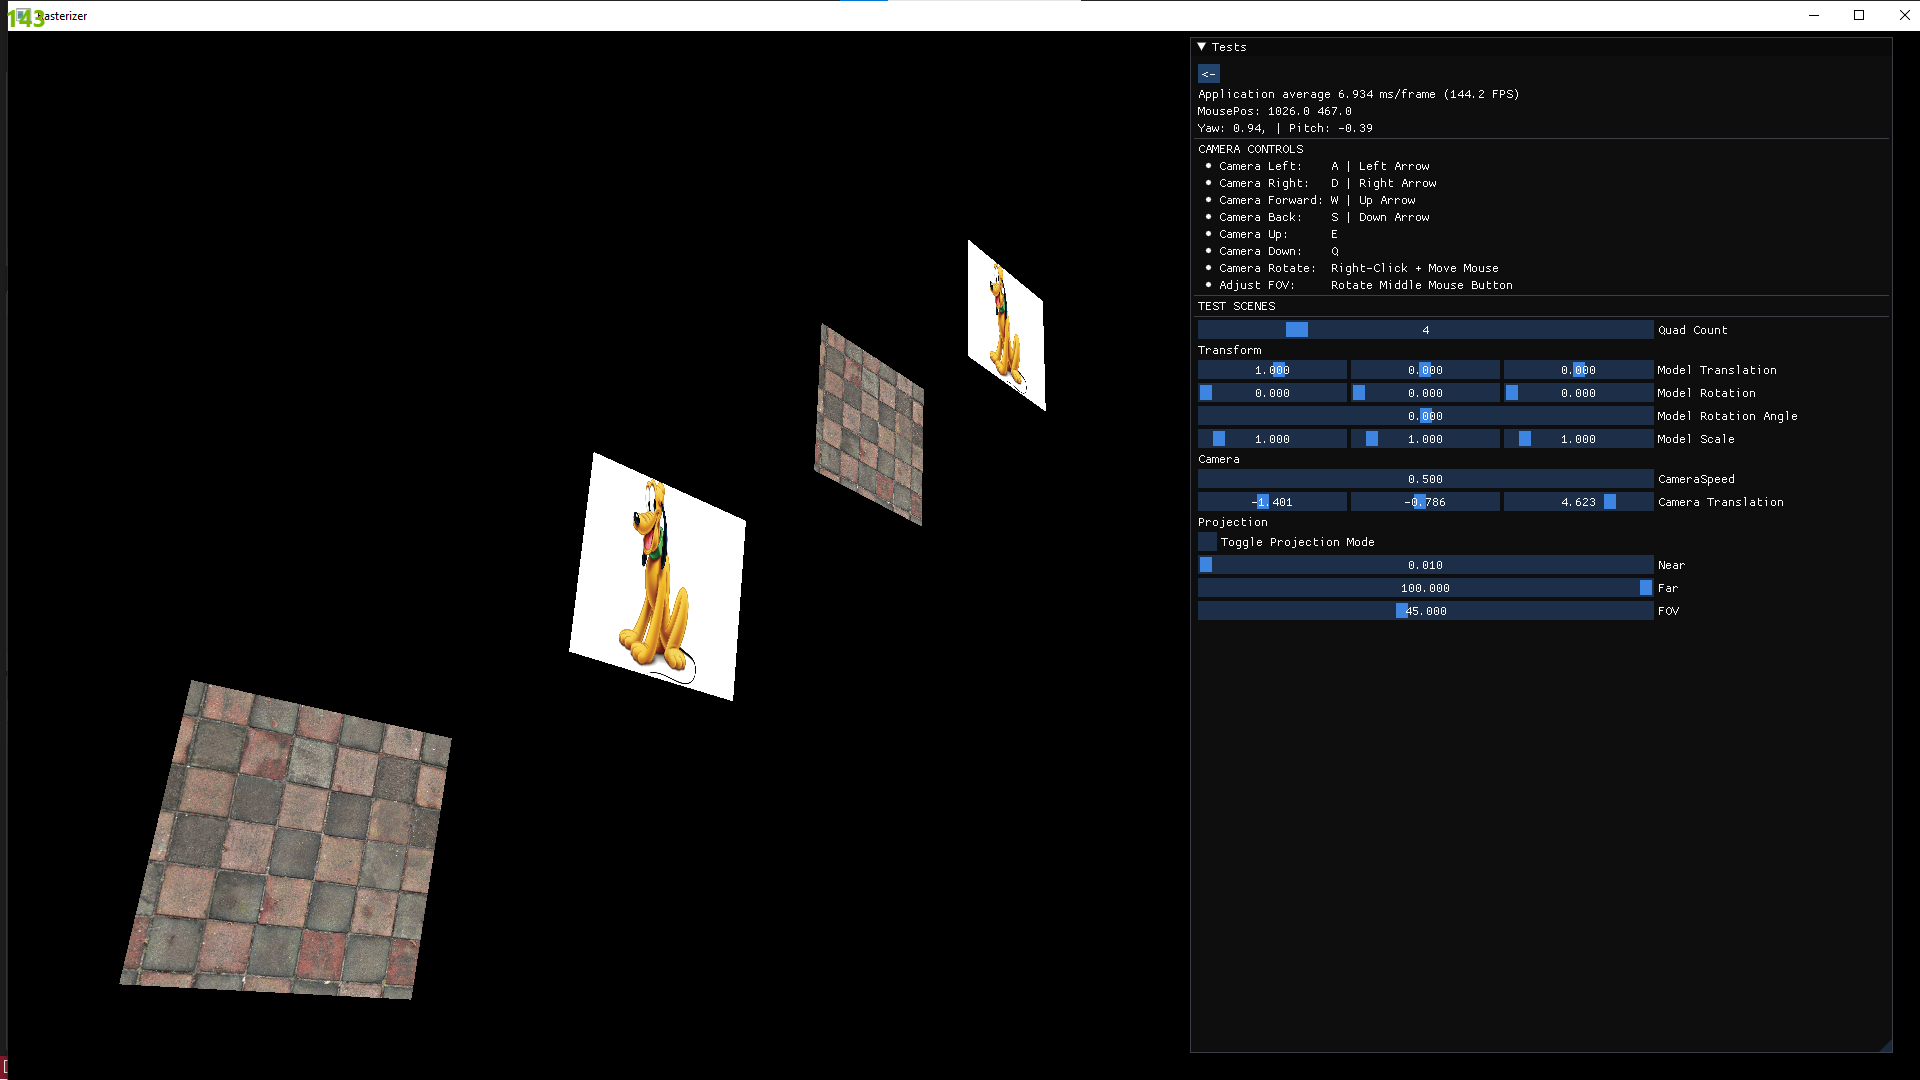 143
Rasterizer
Tests
<-
Application average 6.934 ms/frame (144.2 FPS)
MousePos: 1026.0 467.0
Yaw: 0.94, | Pitch: -0.39
CAMERA CONTROLS
Camera Left: A | Left Arrow
Camera Right: D | Right Arrow
Camera Forward: W | Up Arrow
Camera Back: S | Down Arrow
Camera Up: E
Camera Down: Q
Camera Rotate: Right-Click + Move Mouse
Adjust FOV: Rotate Middle Mouse Button
TEST SCENES
4 Quad Count
Transform
1.000 0.000 0.000 Model Translation
0.000 0.000 0.000 Model Rotation
0.000 Model Rotation Angle
1.000 1.000 1.000 Model Scale
Camera
0.500 CameraSpeed
-1.401 -0.786 4.623 Camera Translation
Projection
Toggle Projection Mode
0.010 Near
100.000 Far
45.000 FOV